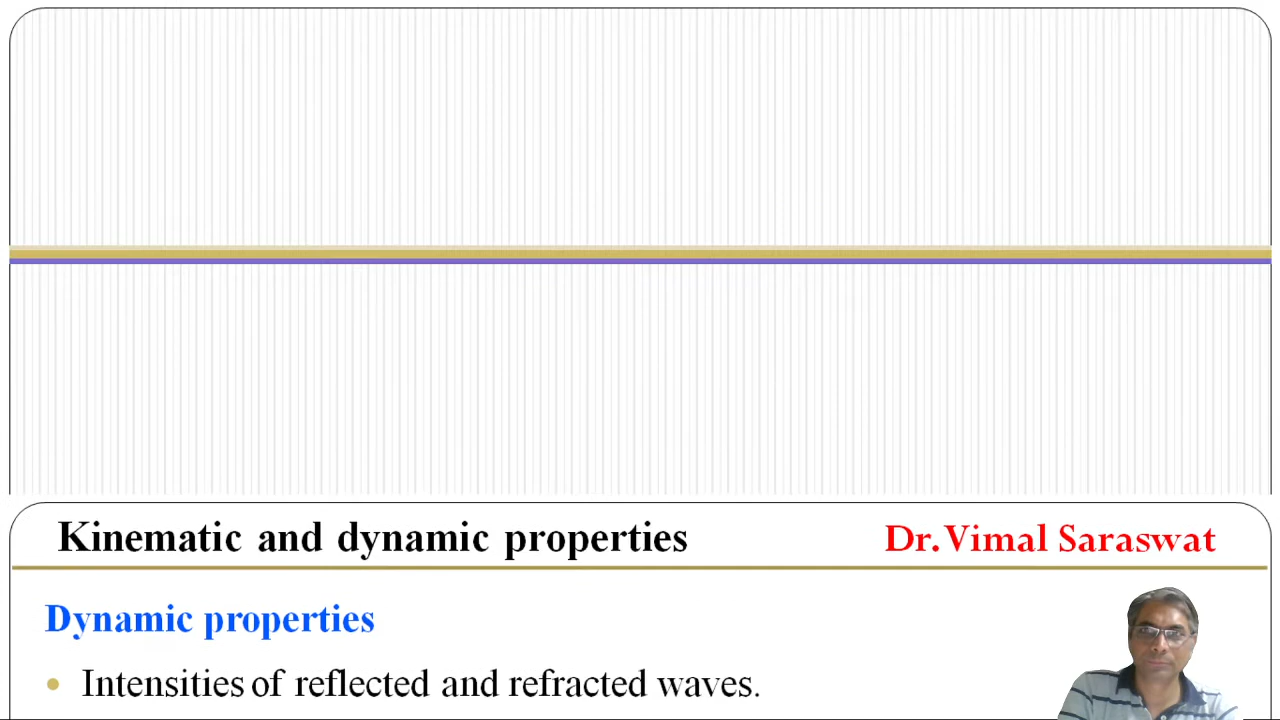 Kinematic and dynamic properties Dr. Vimal Saraswat
Dynamic properties
• Intensities of reflected and refracted waves.